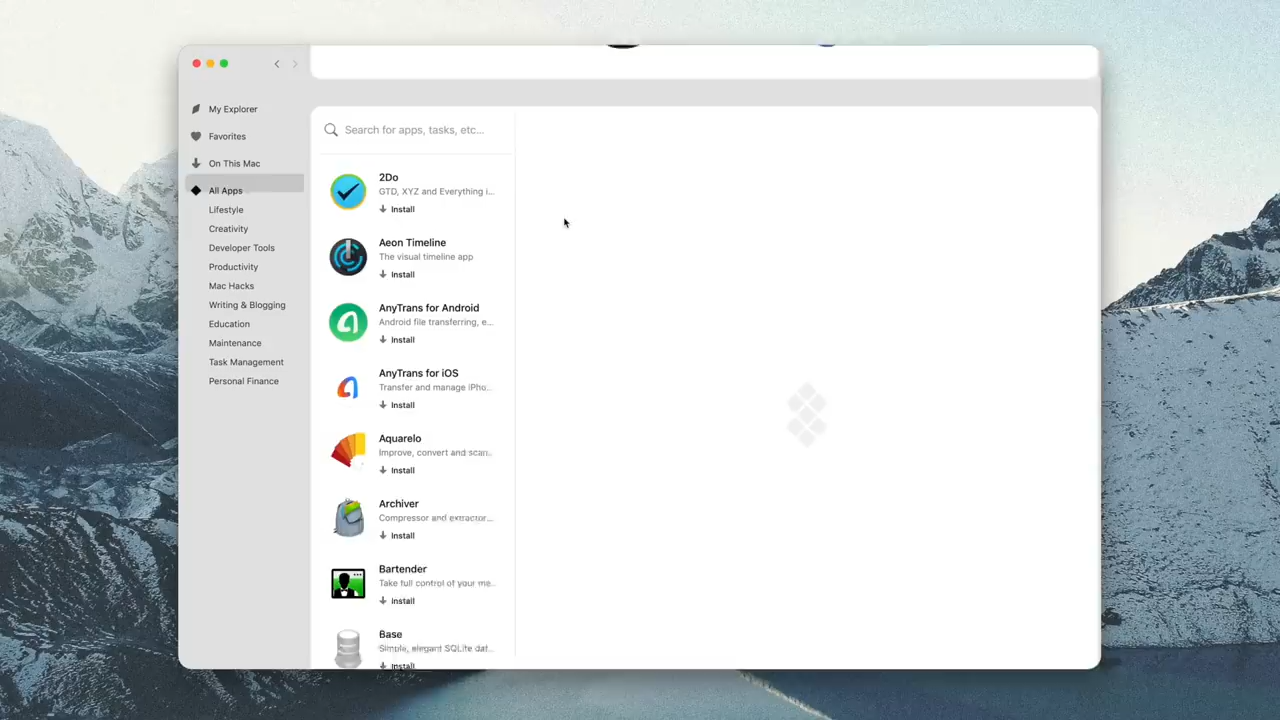 My Explorer
Favorites
On This Mac
All Apps
Lifestyle
Creativity
Developer Tools
Productivity
Mac Hacks
Writing & Blogging
Education
Maintenance
Task Management
Personal Finance
Search for apps, tasks, etc...
2Do
GTD, XYZ and Everything i...
Install
Aeon Timeline
The visual timeline app
Install
AnyTrans for Android
Android file transferring, e...
Install
AnyTrans for iOS
Transfer and manage iPho...
Install
Aquarelo
Improve, convert and scan...
Install
Archiver
Compressor and extractor...
Install
Bartender
Take full control of your me...
Install
Base
Simple, elegant SQLite dat...
Install